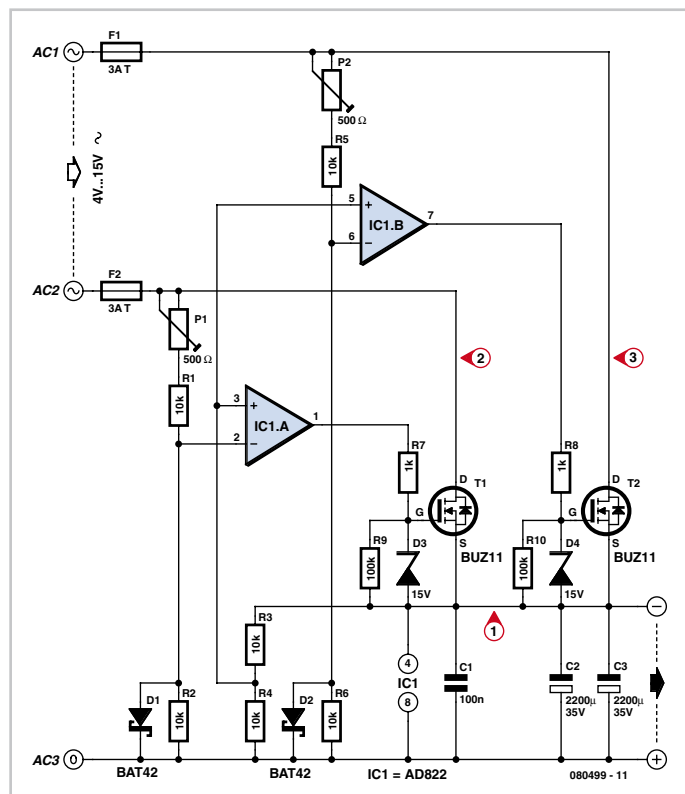 AC1
F1
3A T
P2
500 Ω
R5
10k
4V...15V ~
5
+
IC1.B
7
6
−
AC2
F2
3A T
P1
500 Ω
R1
10k
2
3
3
+
IC1.A
1
2
−
R7
1k
R8
1k
D
T1
G
S
BUZ11
D
T2
G
S
BUZ11
R9
100k
D3
15V
R10
100k
D4
15V
−
1
R3
10k
4
IC1
8
C1
100n
C2
2200µ
35V
C3
2200µ
35V
D1
R2
10k
R4
10k
D2
R6
10k
+
AC3
0
BAT42
BAT42
IC1 = AD822
080499 - 11